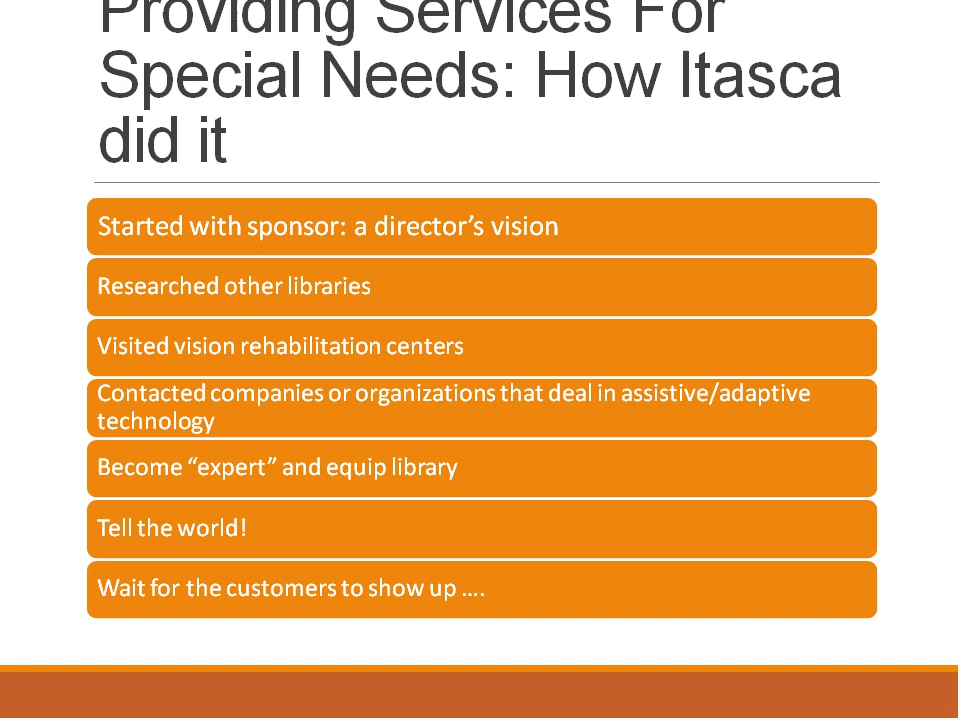 Providing Services For
Special Needs: How Itasca
did it
Started with sponsor: a director’s vision
Researched other libraries
Visited vision rehabilitation centers
Contacted companies or organizations that deal in assistive/adaptive
technology
Become “expert” and equip library
Tell the world!
Wait for the customers to show up ….